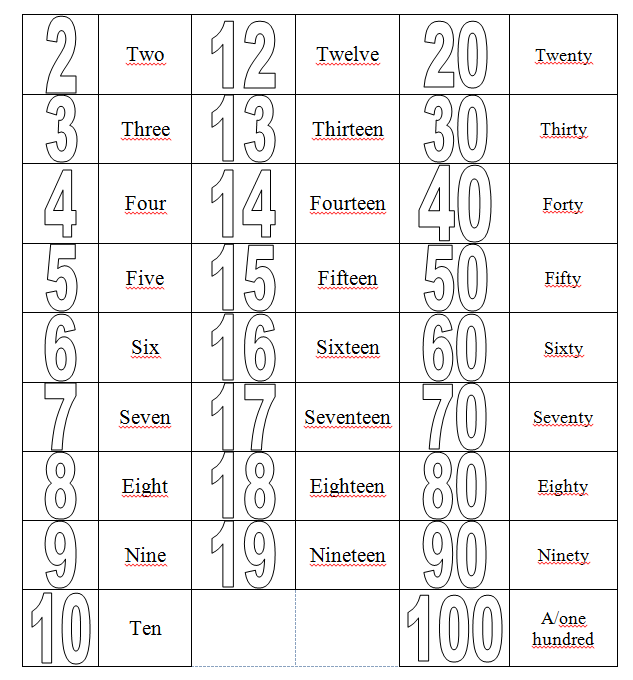 2 Two 12 Twelve 20 Twenty
3 Three 13 Thirteen 30 Thirty
4 Four 14 Fourteen 40 Forty
5 Five 15 Fifteen 50 Fifty
6 Six 16 Sixteen 60 Sixty
7 Seven 17 Seventeen 70 Seventy
8 Eight 18 Eighteen 80 Eighty
9 Nine 19 Nineteen 90 Ninety
10 Ten 100 A/one
hundred